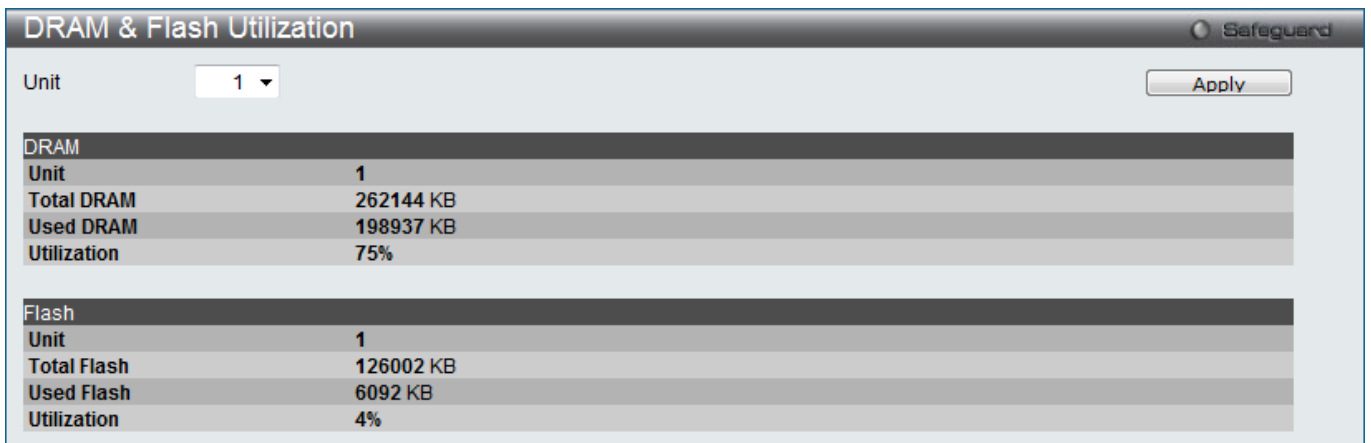 DRAM & Flash Utilization Safeguard
Unit 1 Apply
DRAM
Unit 1
Total DRAM 262144 KB
Used DRAM 198937 KB
Utilization 75%
Flash
Unit 1
Total Flash 126002 KB
Used Flash 6092 KB
Utilization 4%